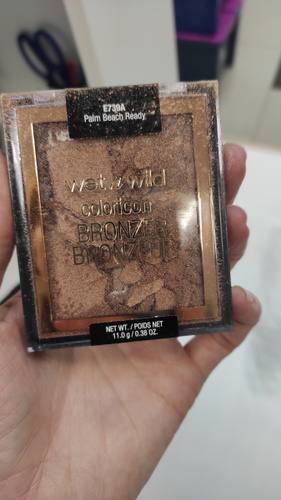 E739A
Palm Beach Ready
wet n wild
coloricon
BRONZER
NET WT. / POIDS NET
11.0 g / 0.38 OZ.